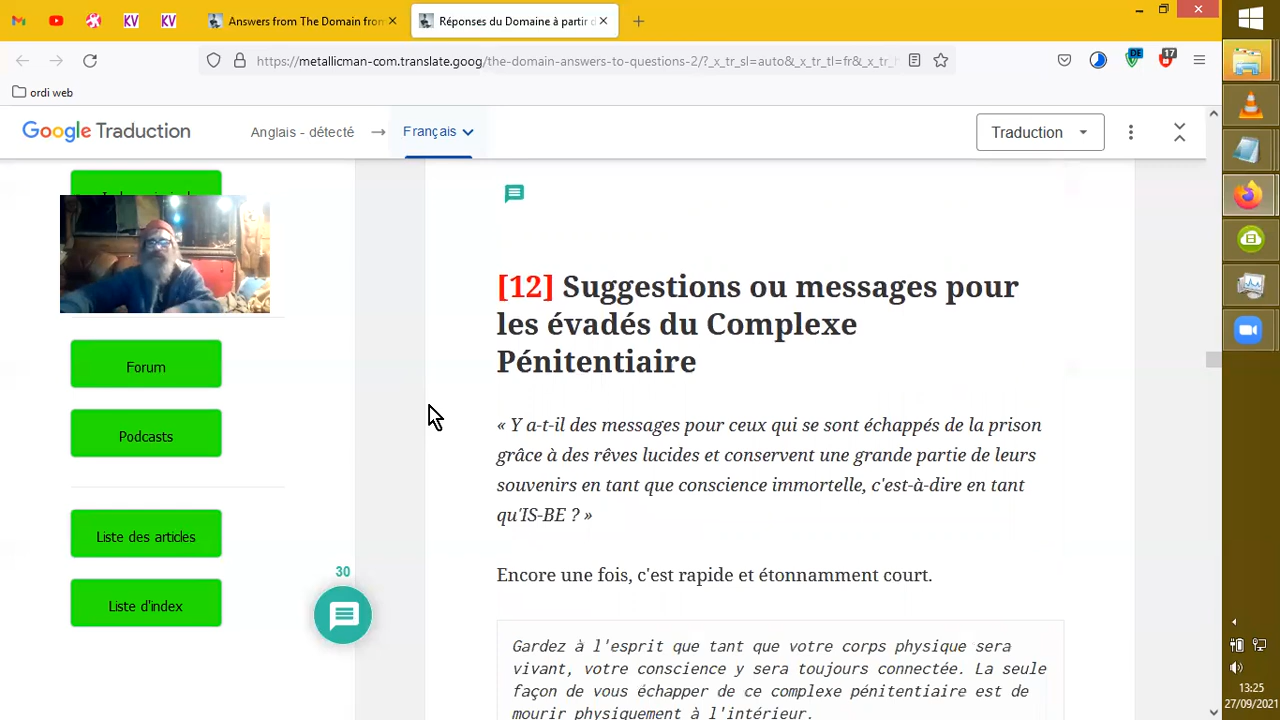 KV
KV
Answers from The Domain from
Réponses du Domaine à partir d
https://metallicman-com.translate.goog/the-domain-answers-to-questions-2/?_x_tr_sl=auto&_x_tr_tl=fr&_x_tr_
DE
17
ordi web
Google Traduction
Anglais - détecté
Français
Traduction
[12] Suggestions ou messages pour
les évadés du Complexe
Pénitentiaire
Forum
Podcasts
Liste des articles
Liste d'index
30
« Y a-t-il des messages pour ceux qui se sont échappés de la prison
grâce à des rêves lucides et conservent une grande partie de leurs
souvenirs en tant que conscience immortelle, c'est-à-dire en tant
qu'IS-BE ? »
Encore une fois, c'est rapide et étonnamment court.
Gardez à l'esprit que tant que votre corps physique sera
vivant, votre conscience y sera toujours connectée. La seule
façon de vous échapper de ce complexe pénitentiaire est de
mourir physiquement à l'intérieur.
13:25
27/09/2021